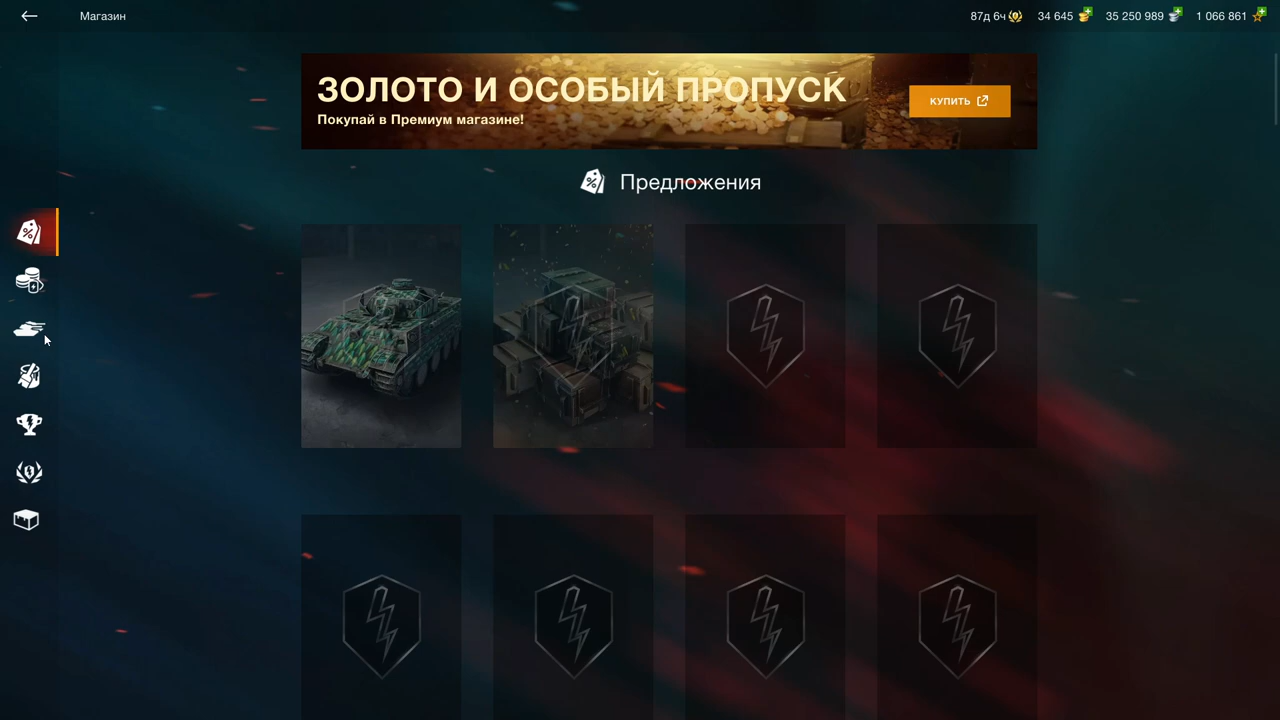 Магазин
87д 6ч
34 645
35 250 989
1 066 861
ЗОЛОТО И ОСОБЫЙ ПРОПУСК
Покупай в Премиум магазине!
КУПИТЬ
Предложения